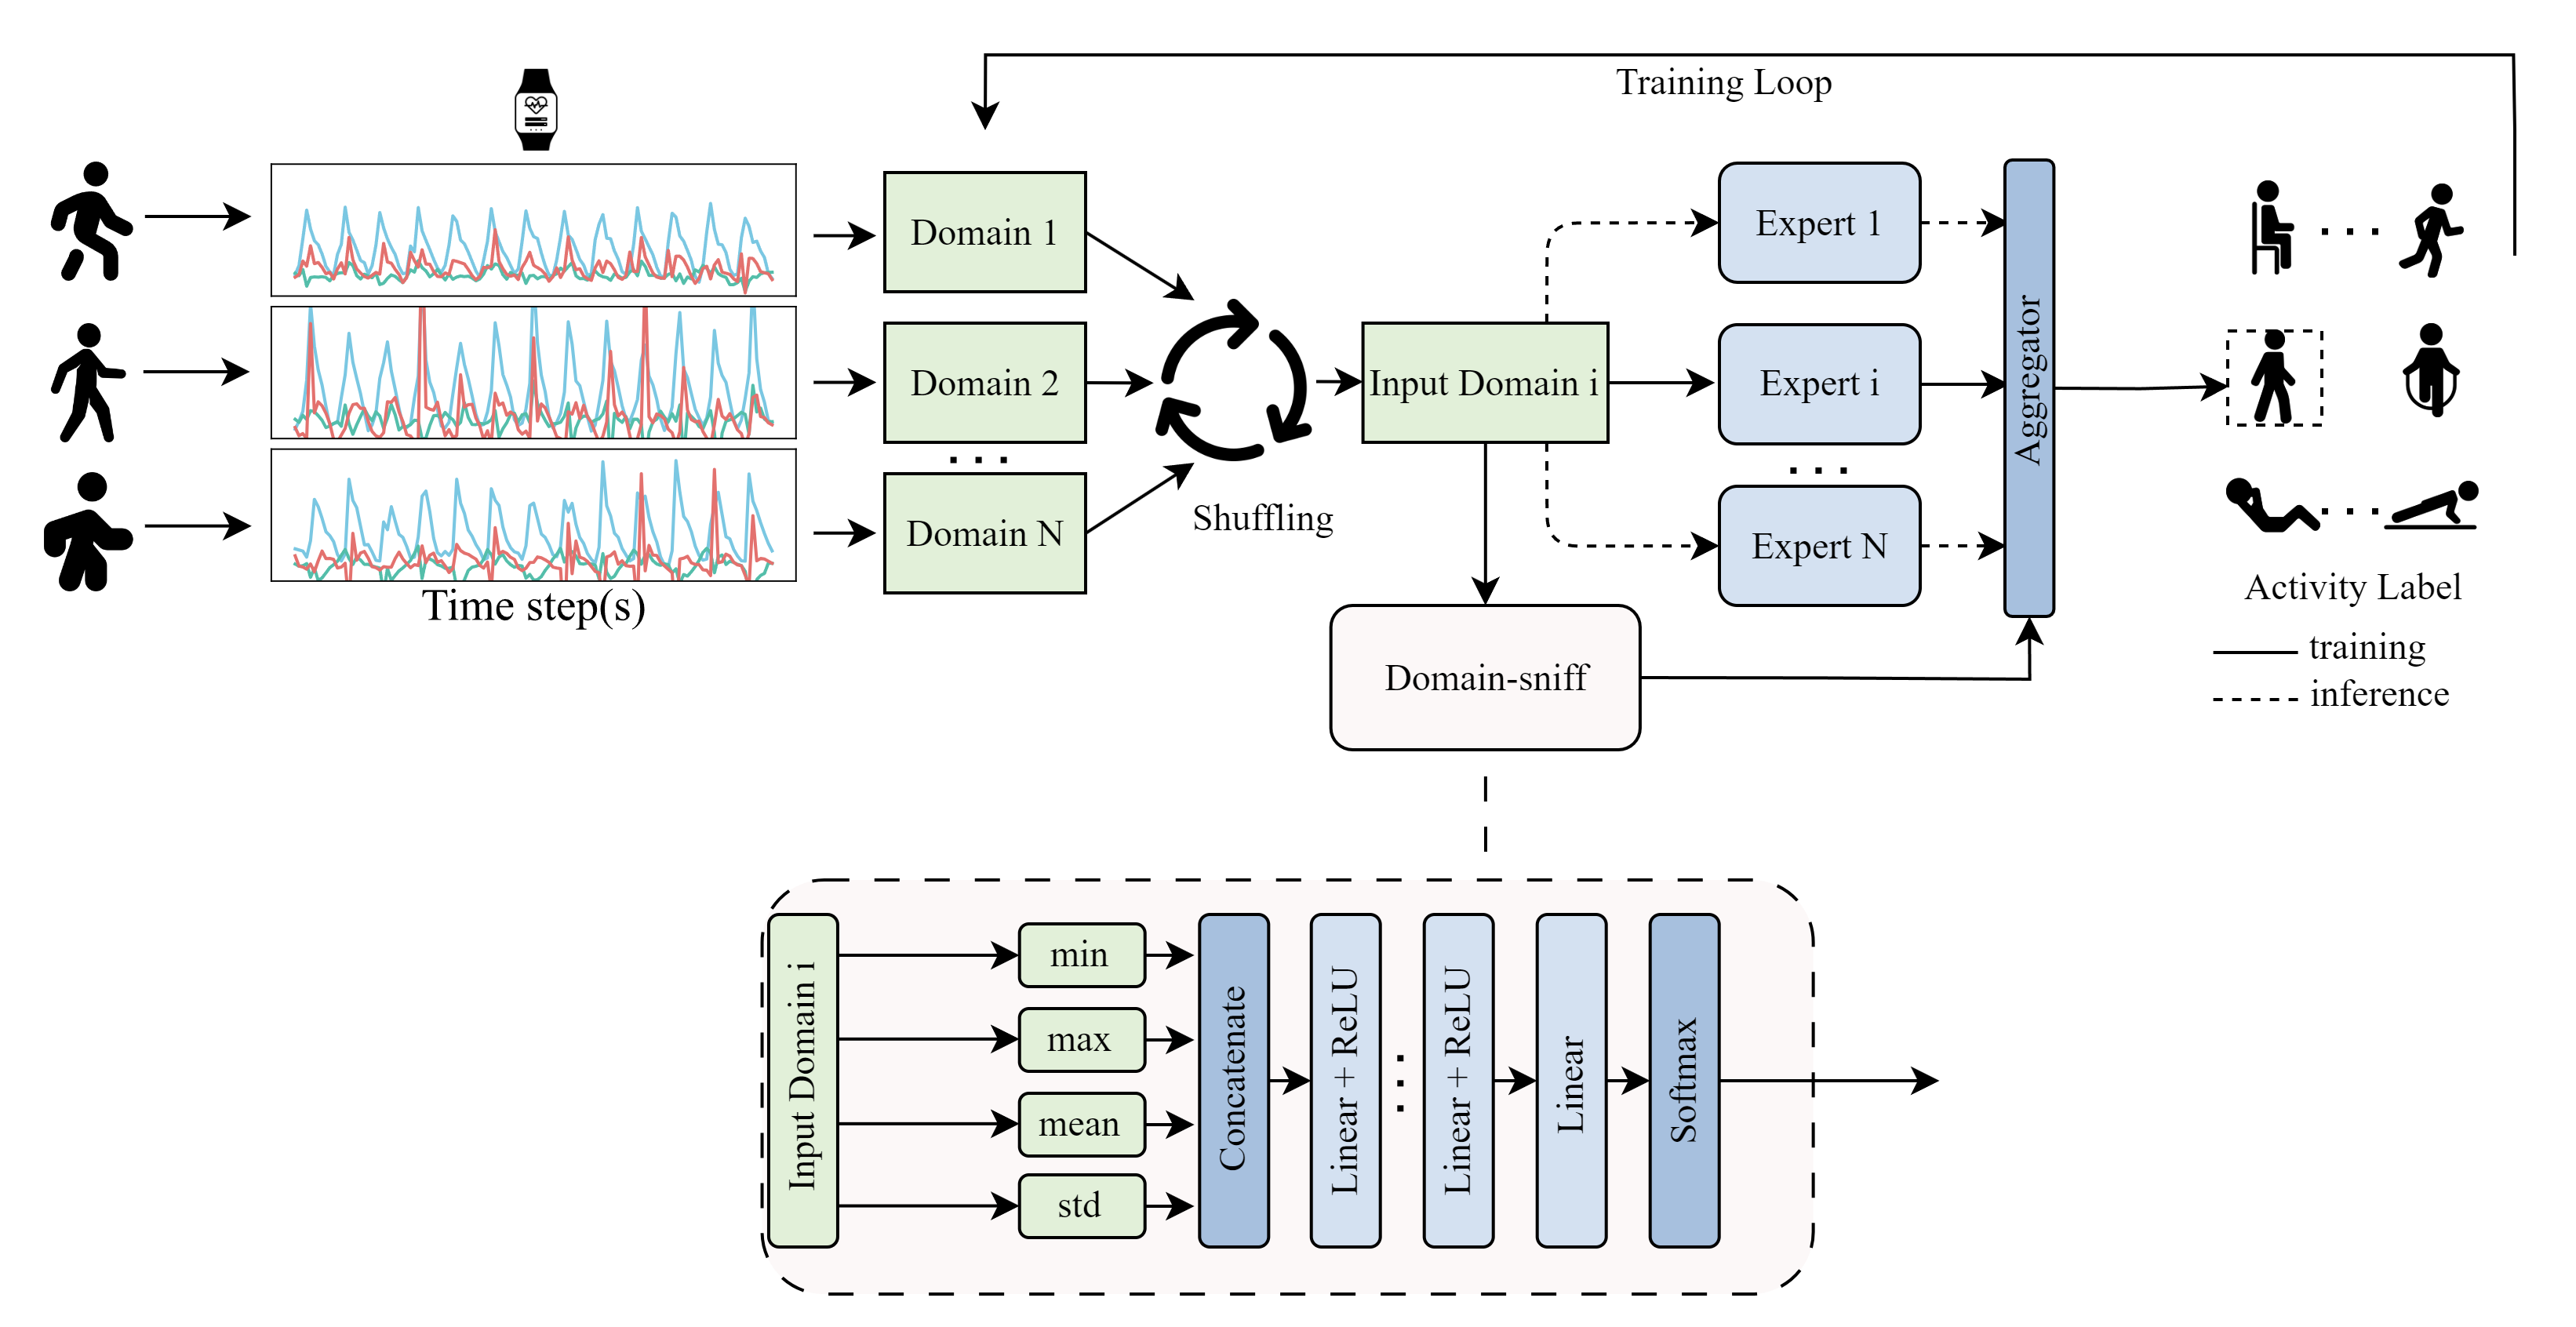 Training Loop
Domain 1
Domain 2
Domain N
Time step(s)
Shuffling
Input Domain i
Expert 1
Expert i
Expert N
Aggregator
Domain-sniff
Activity Label
training
inference
Input Domain i
min
max
mean
std
Concatenate
Linear + ReLU
Linear + ReLU
Linear
Softmax